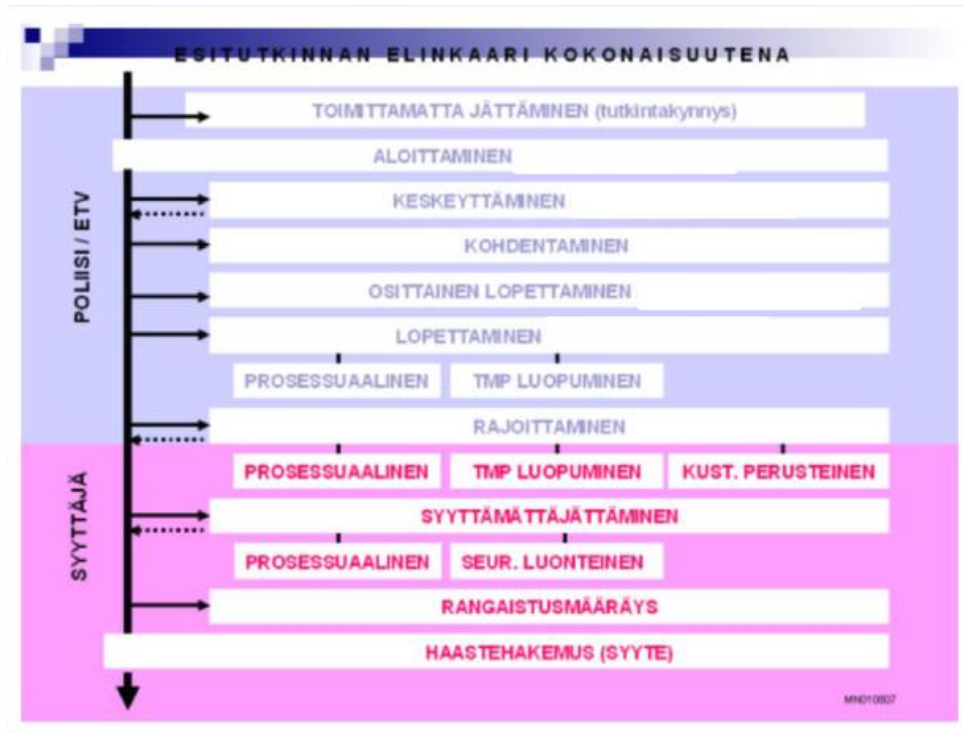 ESITUTKINNAN ELINKAARI KOKONAISUUTENA
POLIISI / ETV
TOIMITTAMATTA JÄTTÄMINEN (tutkintakynnys)
ALOITTAMINEN
KESKEYTTÄMINEN
KOHDENTAMINEN
OSITTAINEN LOPETTAMINEN
LOPETTAMINEN
PROSESSUAALINEN TMP LUOPUMINEN
RAJOITTAMINEN
SYYTTÄJÄ
PROSESSUAALINEN TMP LUOPUMINEN KUST. PERUSTEINEN
SYYTTÄMÄTTÄJÄTTÄMINEN
PROSESSUAALINEN SEUR. LUONTEINEN
RANGAISTUSMÄÄRÄYS
HAASTEHAKEMUS (SYYTE)
MN010807